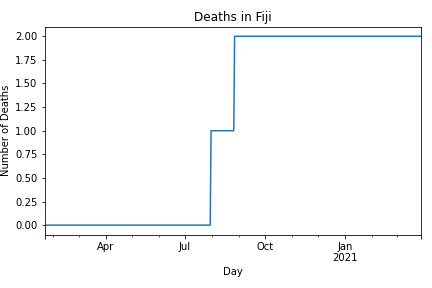 Deaths in Fiji
2.00
1.75
1.50
1.25
1.00
0.75
0.50
0.25
0.00
Number of Deaths
Apr
Jul
Oct
Jan
2021
Day